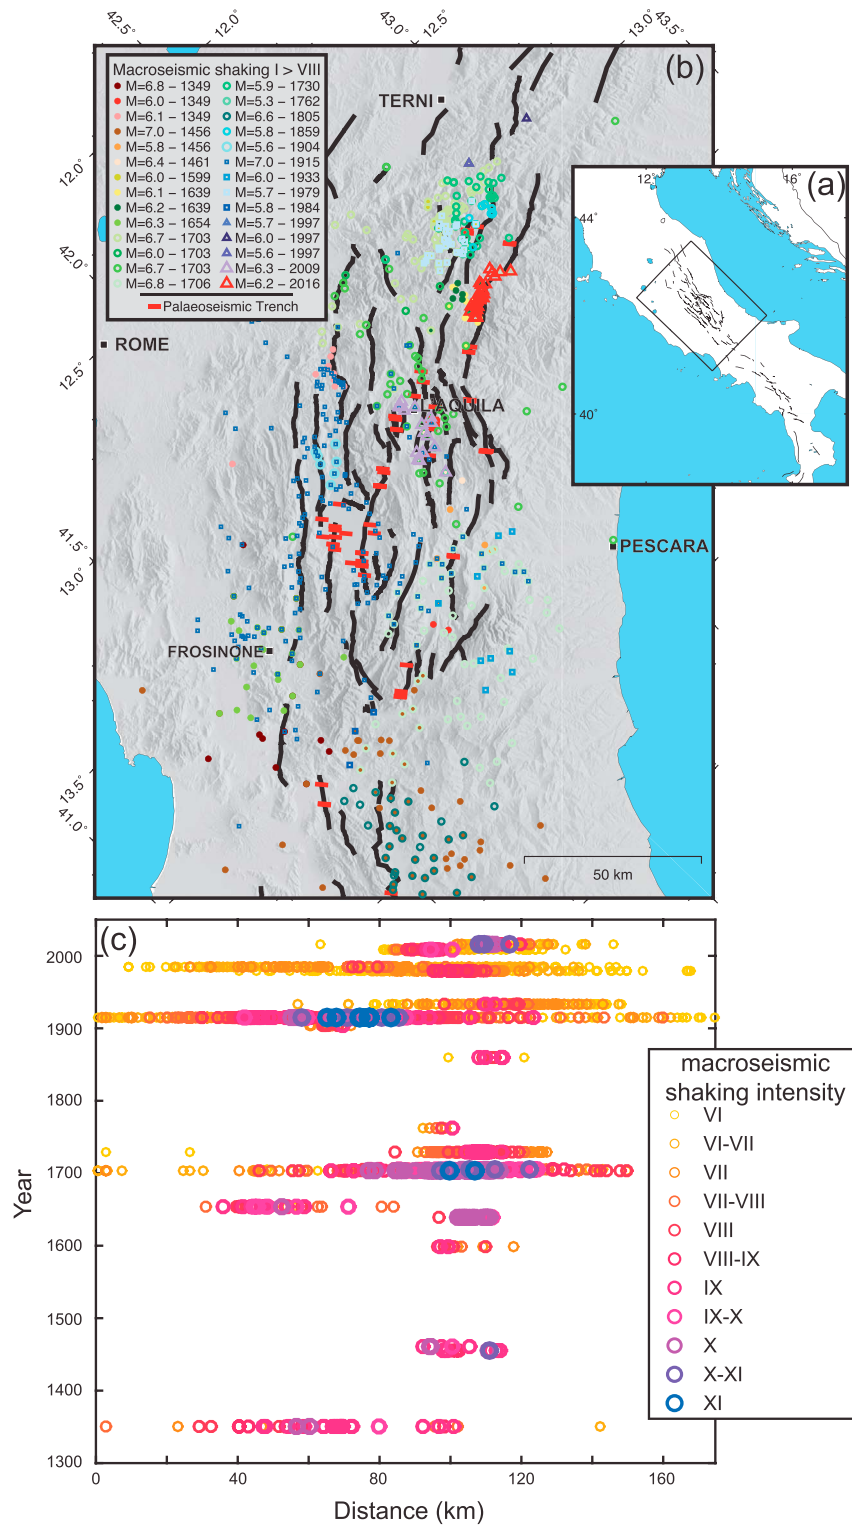 42.5°
12.0°
43.0°
12.5°
13.0°
43.5°
(b)
Macroseismic shaking I > VIII
M=6.8 – 1349
M=6.0 – 1349
M=6.1 – 1349
M=7.0 – 1456
M=5.8 – 1456
M=6.4 – 1461
M=6.0 – 1599
M=6.1 – 1639
M=6.2 – 1639
M=6.3 – 1654
M=6.7 – 1703
M=6.0 – 1703
M=6.7 – 1703
M=6.8 – 1706
M=5.9 – 1730
M=5.3 – 1762
M=6.6 – 1805
M=5.8 – 1859
M=5.6 – 1904
M=7.0 – 1915
M=6.0 – 1933
M=5.7 – 1979
M=5.8 – 1984
M=5.7 – 1997
M=6.0 – 1997
M=5.6 – 1997
M=6.3 – 2009
M=6.2 – 2016
Palaeoseismic Trench
TERNI
12.0°
42.0°
ROME
12.5°
L'AQUILA
41.5°
13.0°
PESCARA
FROSINONE
13.5°
41.0°
50 km
(a)
12°
16°
44°
40°
(c)
2000
1900
1800
1700
1600
1500
1400
1300
Year
0
40
80
120
160
Distance (km)
macroseismic
shaking intensity
VI
VI-VII
VII
VII-VIII
VIII
VIII-IX
IX
IX-X
X
X-XI
XI